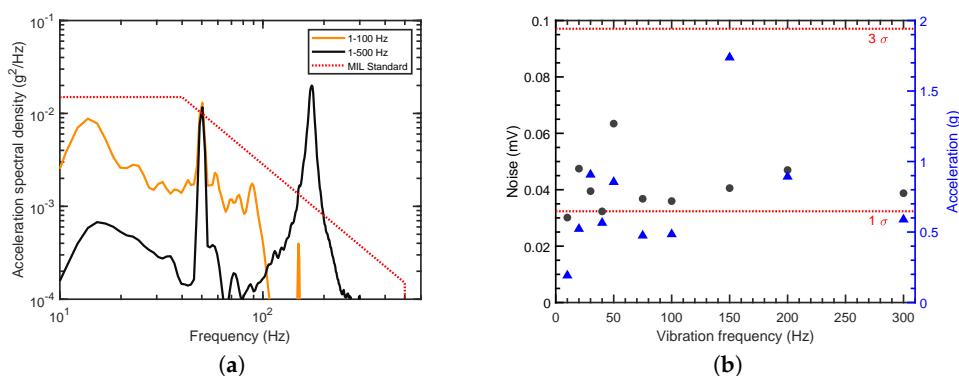 1-100 Hz
1-500 Hz
MIL Standard
Acceleration spectral density (g²/Hz)
10⁻¹
10⁻²
10⁻³
10⁻⁴
10¹
10²
Frequency (Hz)
(a)
Noise (mV)
0.1
0.08
0.06
0.04
0.02
0
3 σ
1 σ
2
1.5
1
0.5
0
Acceleration (g)
0 50 100 150 200 250 300
Vibration frequency (Hz)
(b)